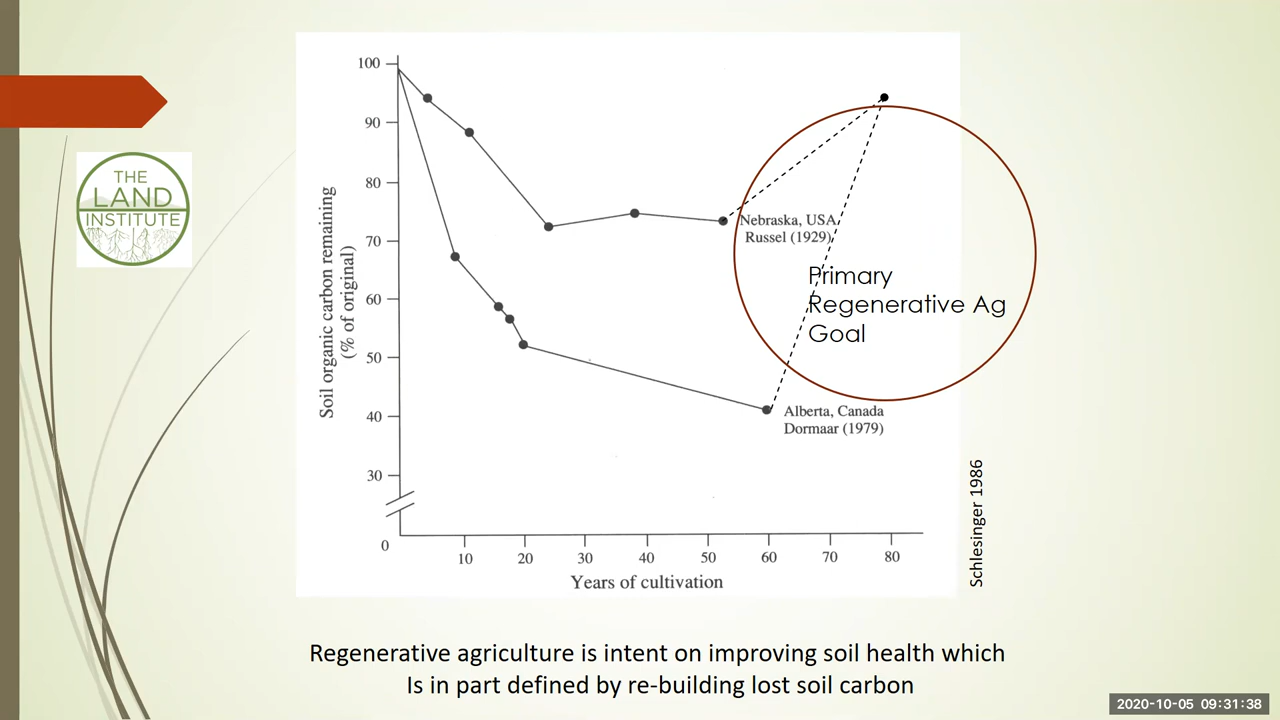 THE
LAND
INSTITUTE
100
90
80
70
60
50
40
30
0
Soil organic carbon remaining
(% of original)
10 20 30 40 50 60 70 80
Years of cultivation
Nebraska, USA
Russel (1929)
Primary
Regenerative Ag
Goal
Alberta, Canada
Dormaar (1979)
Schlesinger 1986
Regenerative agriculture is intent on improving soil health which
Is in part defined by re-building lost soil carbon
2020-10-05 09:31:38